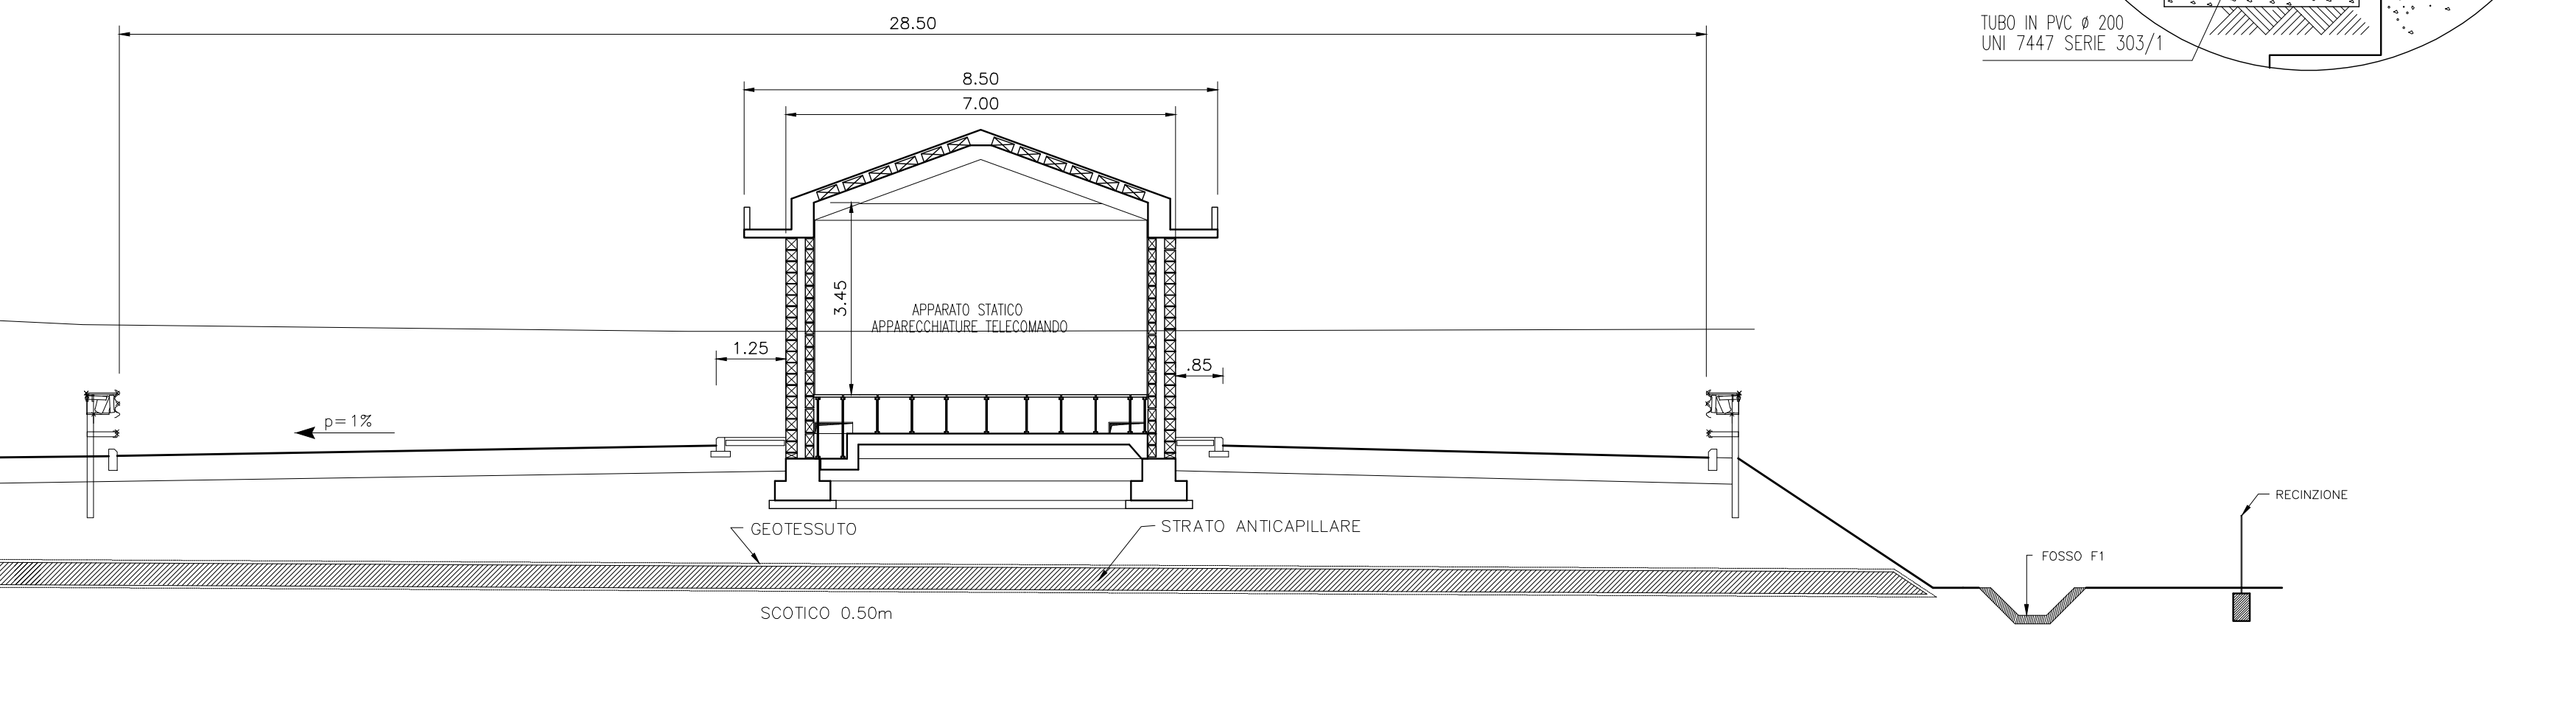 28.50
TUBO IN PVC ø 200
UNI 7447 SERIE 303/1
8.50
7.00
3.45
APPARATO STATICO
APPARECCHIATURE TELECOMANDO
1.25
.85
p=1%
RECINZIONE
GEOTESSUTO
STRATO ANTICAPILLARE
FOSSO F1
SCOTICO 0.50m